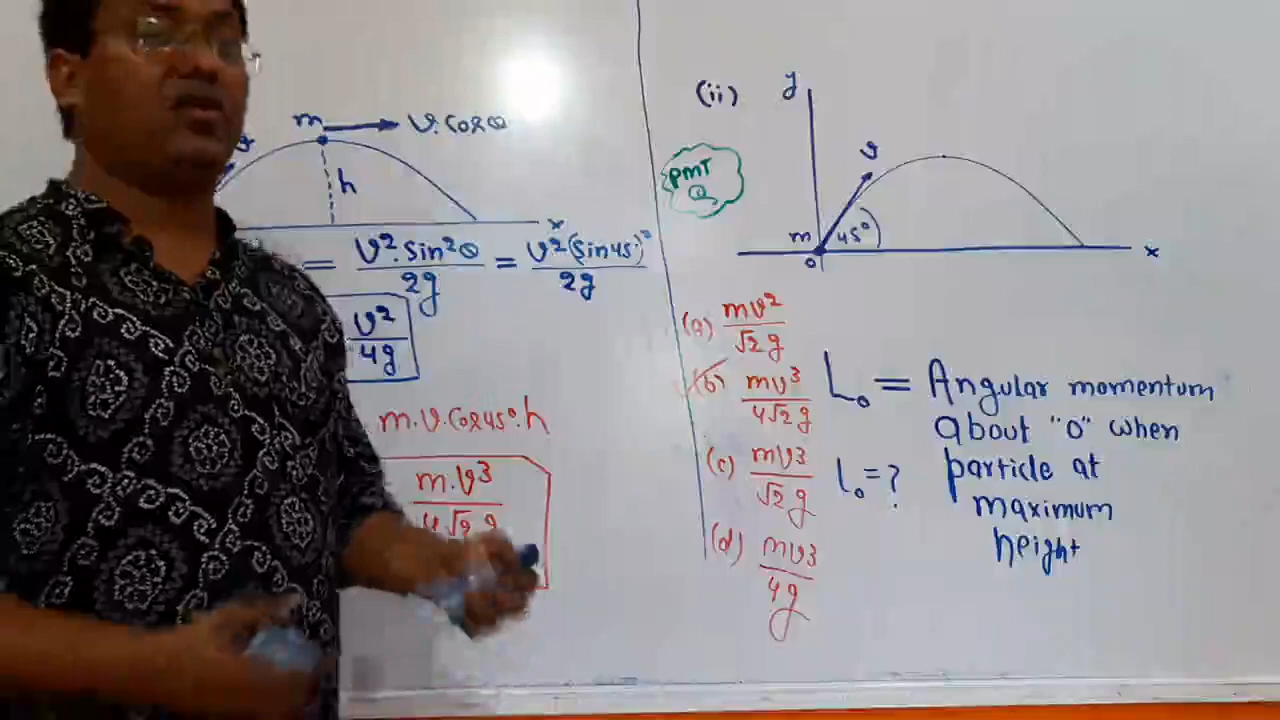 m → v.cosθ
h
x
= v².sin²θ/2g = v²(sin45)²/2g
v²/4g
m.v.cos45°.h
m.v³/4√2 g
(ii) y
PMT
Q.
v
m 45°
o x
(a) mv²/√2 g
(b) mv³/4√2 g
(c) mv³/√2 g
(d) mv³/4g
L₀ = Angular momentum
about "O" when
particle at
maximum
height
L₀ = ?